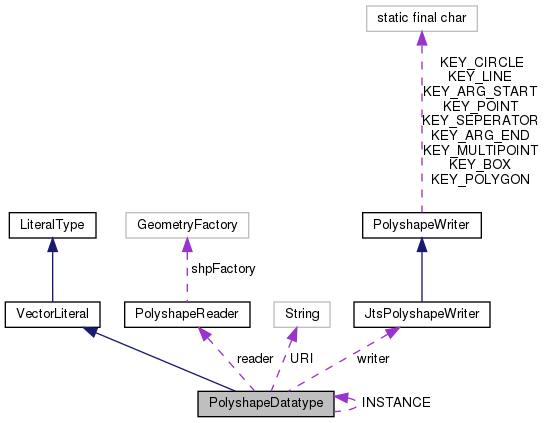 static final char
KEY_CIRCLE
KEY_LINE
KEY_ARG_START
KEY_POINT
KEY_SEPERATOR
KEY_ARG_END
KEY_MULTIPOINT
KEY_BOX
KEY_POLYGON
LiteralType
GeometryFactory
PolyshapeWriter
shpFactory
VectorLiteral
PolyshapeReader
String
JtsPolyshapeWriter
reader
URI
writer
PolyshapeDatatype
INSTANCE